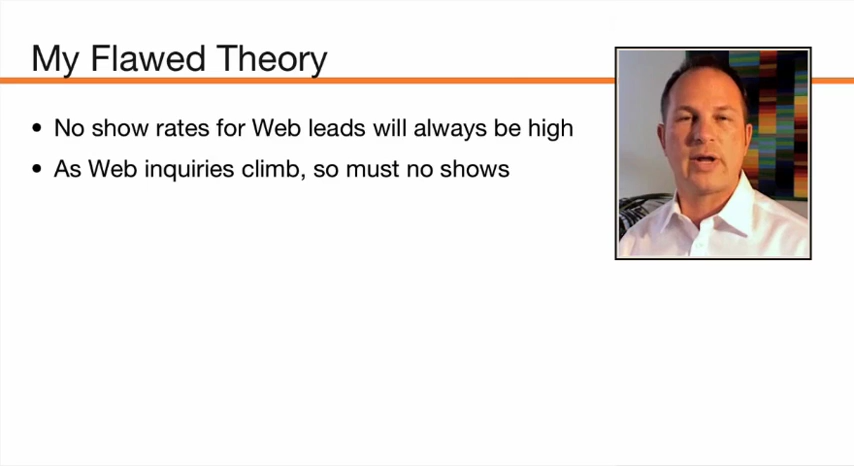 My Flawed Theory
• No show rates for Web leads will always be high
• As Web inquiries climb, so must no shows